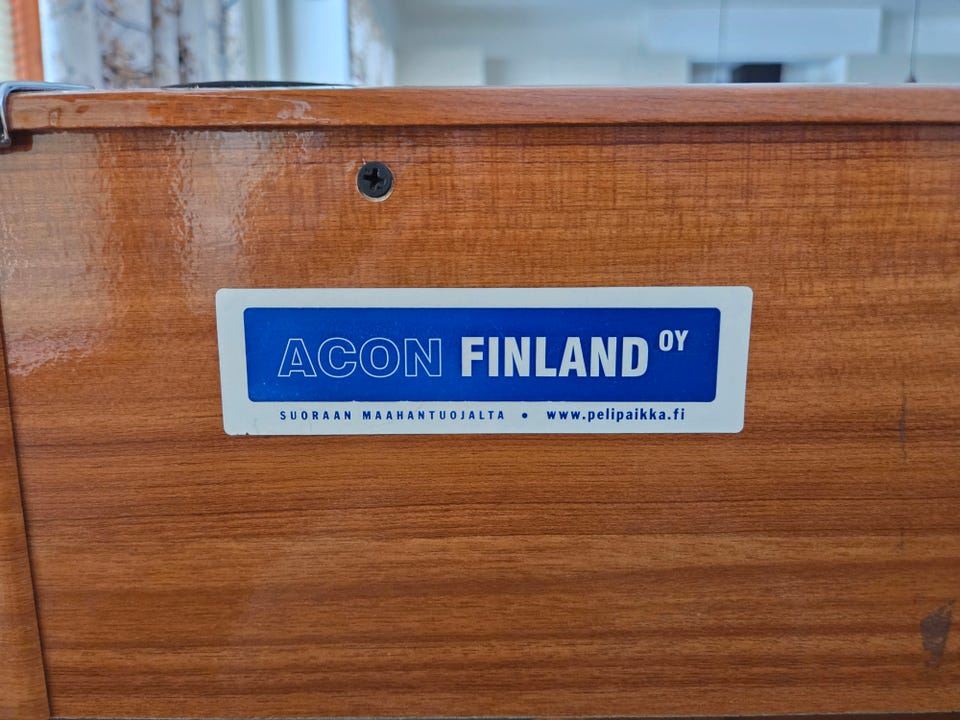 ACON FINLAND OY
SUORAAN MAAHANTUOJALTA • www.pelipaikka.fi